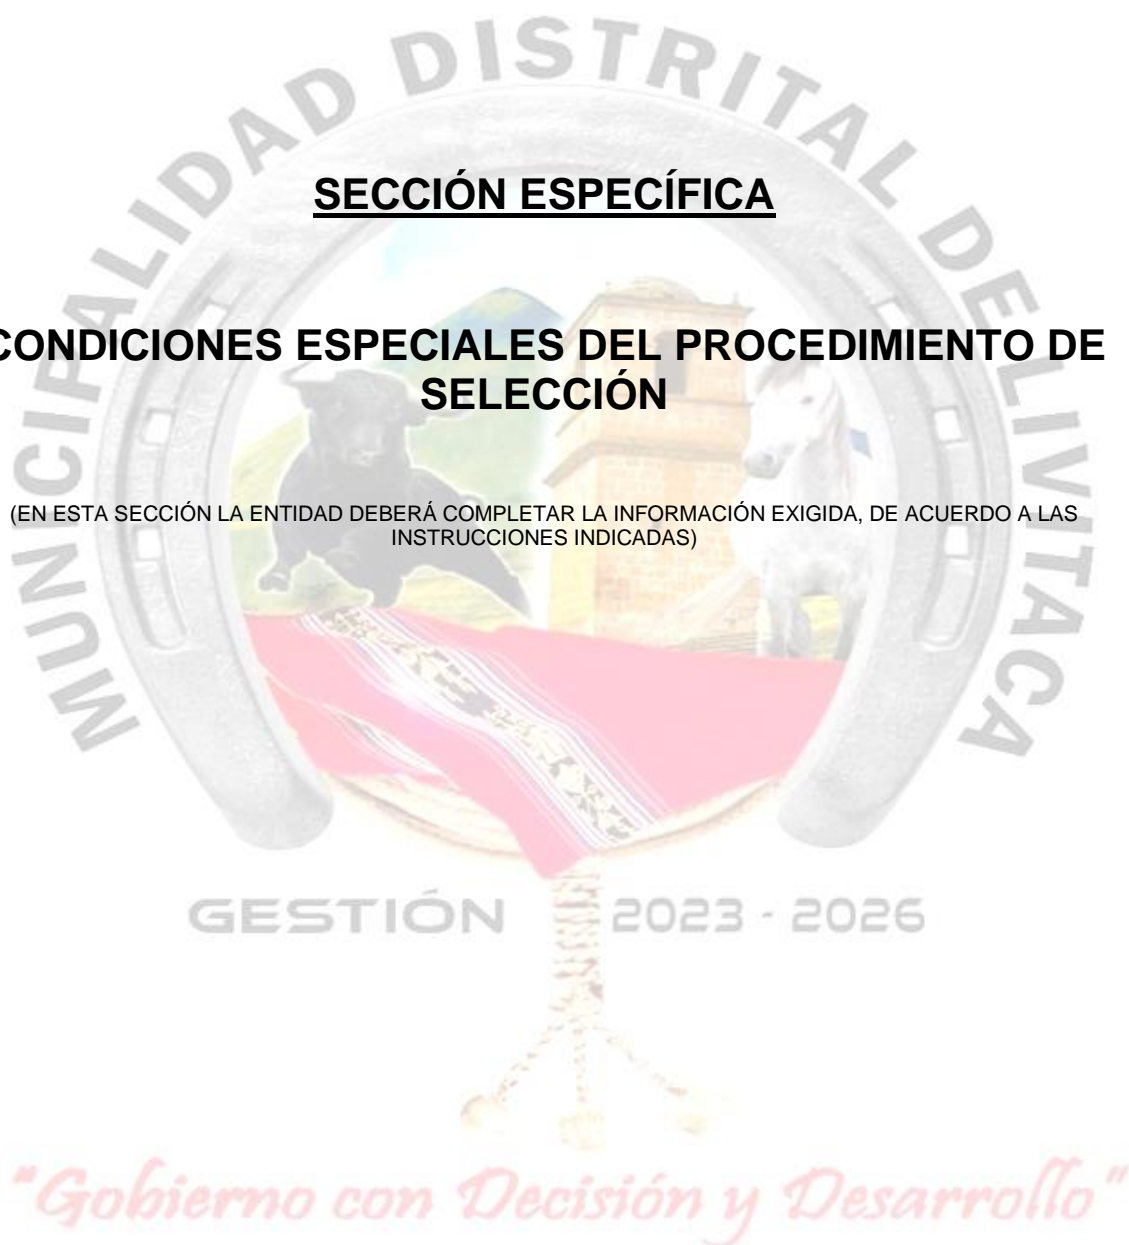 MUNICIPALIDAD DISTRITAL DE LIVITACA
SECCIÓN ESPECÍFICA
CONDICIONES ESPECIALES DEL PROCEDIMIENTO DE
SELECCIÓN
(EN ESTA SECCIÓN LA ENTIDAD DEBERÁ COMPLETAR LA INFORMACIÓN EXIGIDA, DE ACUERDO A LAS
INSTRUCCIONES INDICADAS)
GESTIÓN 2023 - 2026
"Gobierno con Decisión y Desarrollo"